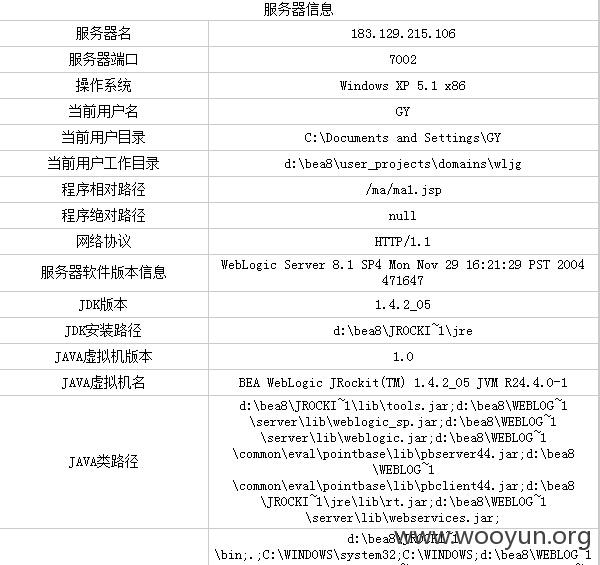 服务器信息
服务器名 183.129.215.106
服务器端口 7002
操作系统 Windows XP 5.1 x86
当前用户名 GY
当前用户目录 C:\Documents and Settings\GY
当前用户工作目录 d:\bea8\user_projects\domains\wljg
程序相对路径 /ma/ma1.jsp
程序绝对路径 null
网络协议 HTTP/1.1
服务器软件版本信息 WebLogic Server 8.1 SP4 Mon Nov 29 16:21:29 PST 2004
471647
JDK版本 1.4.2_05
JDK安装路径 d:\bea8\JROCKI~1\jre
JAVA虚拟机版本 1.0
JAVA虚拟机名 BEA WebLogic JRockit(TM) 1.4.2_05 JVM R24.4.0-1
JAVA类路径
d:\bea8\JROCKI~1\lib\tools.jar;d:\bea8\WEBLOG~1
\server\lib\weblogic_sp.jar;d:\bea8\WEBLOG~1
\server\lib\weblogic.jar;d:\bea8\WEBLOG~1
\common\eval\pointbase\lib\pbserver44.jar;d:\bea8
\WEBLOG~1
\common\eval\pointbase\lib\pbclient44.jar;d:\bea8
\JROCKI~1\jre\lib\rt.jar;d:\bea8\WEBLOG~1
\server\lib\webservices.jar;
www.wooyun.org
d:\bea8\JROCKI~1
\bin;.;C:\WINDOWS\system32;C:\WINDOWS;d:\bea8\WEBLOG~1